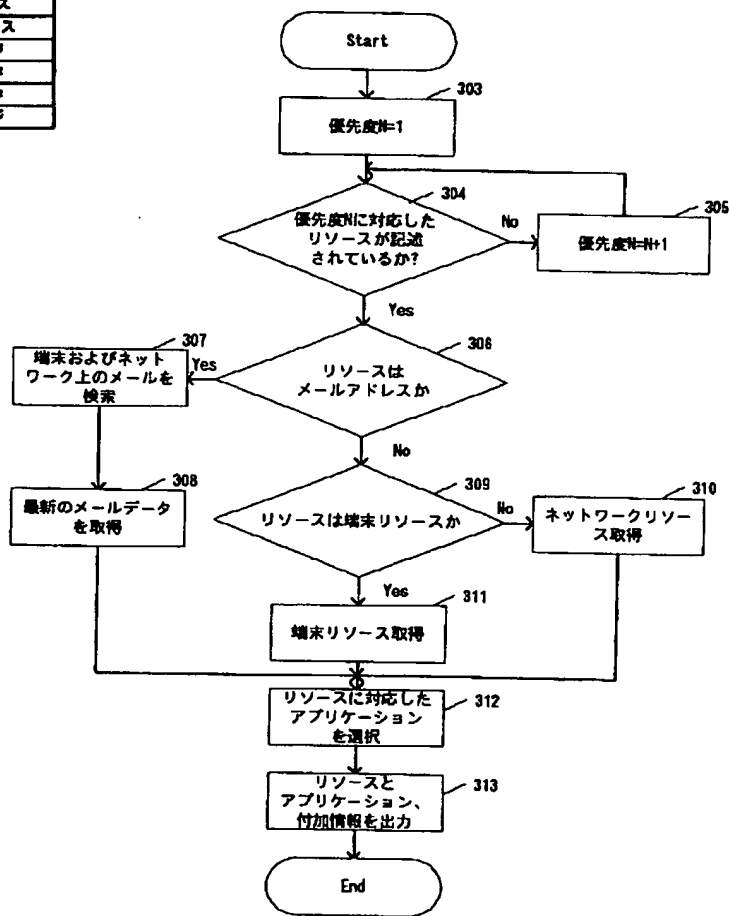 ス
Start
303
優先度N=1
304
優先度Nに対応した
リソースが記述
されているか?
No
305
優先度N=N+1
Yes
306
リソースは
メールアドレスか
Yes
307
端末およびネット
ワーク上のメールを
検索
308
最新のメールデータ
を取得
No
309
リソースは端末リソースか
No
310
ネットワークリソー
ス取得
Yes
311
端末リソース取得
312
リソースに対応した
アプリケーション
を選択
313
リソースと
アプリケーション、
付加情報を出力
End